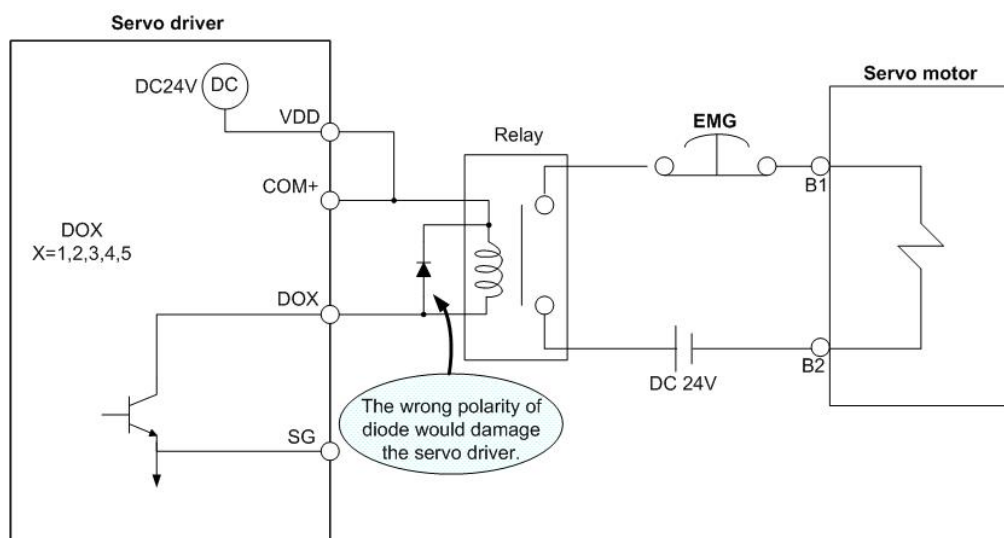 Servo driver
DC24V
DC
VDD
Servo motor
Relay
EMG
B1
COM+
DOX
X=1,2,3,4,5
DOX
B2
DC 24V
The wrong polarity of
diode would damage
the servo driver.
SG